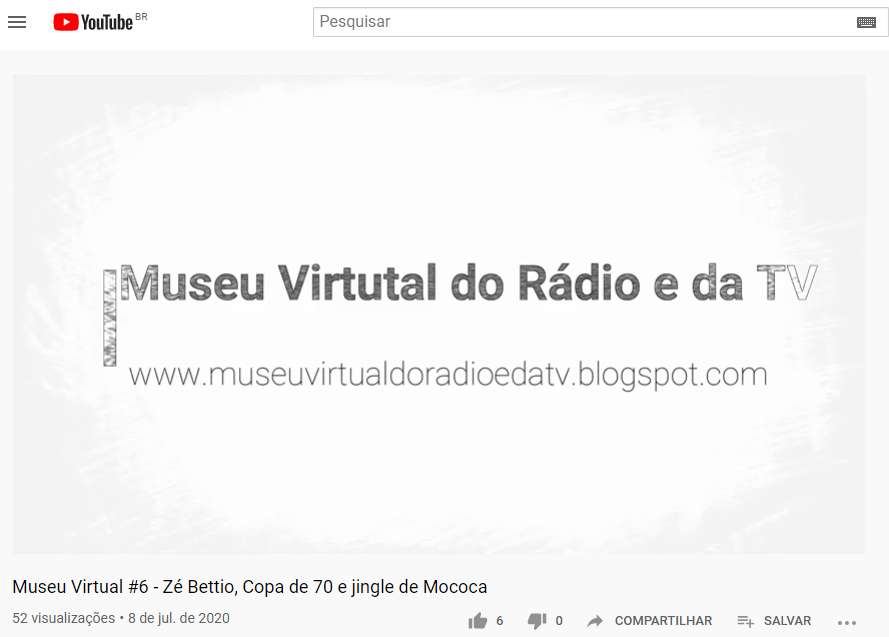 YouTube BR
Pesquisar
Museu Virtutal do Rádio e da TV
www.museuvirtualdoradioedatv.blogspot.com
Museu Virtual #6 - Zé Bettio, Copa de 70 e jingle de Mococa
52 visualizações • 8 de jul. de 2020
6 0 COMPARTILHAR SALVAR ...